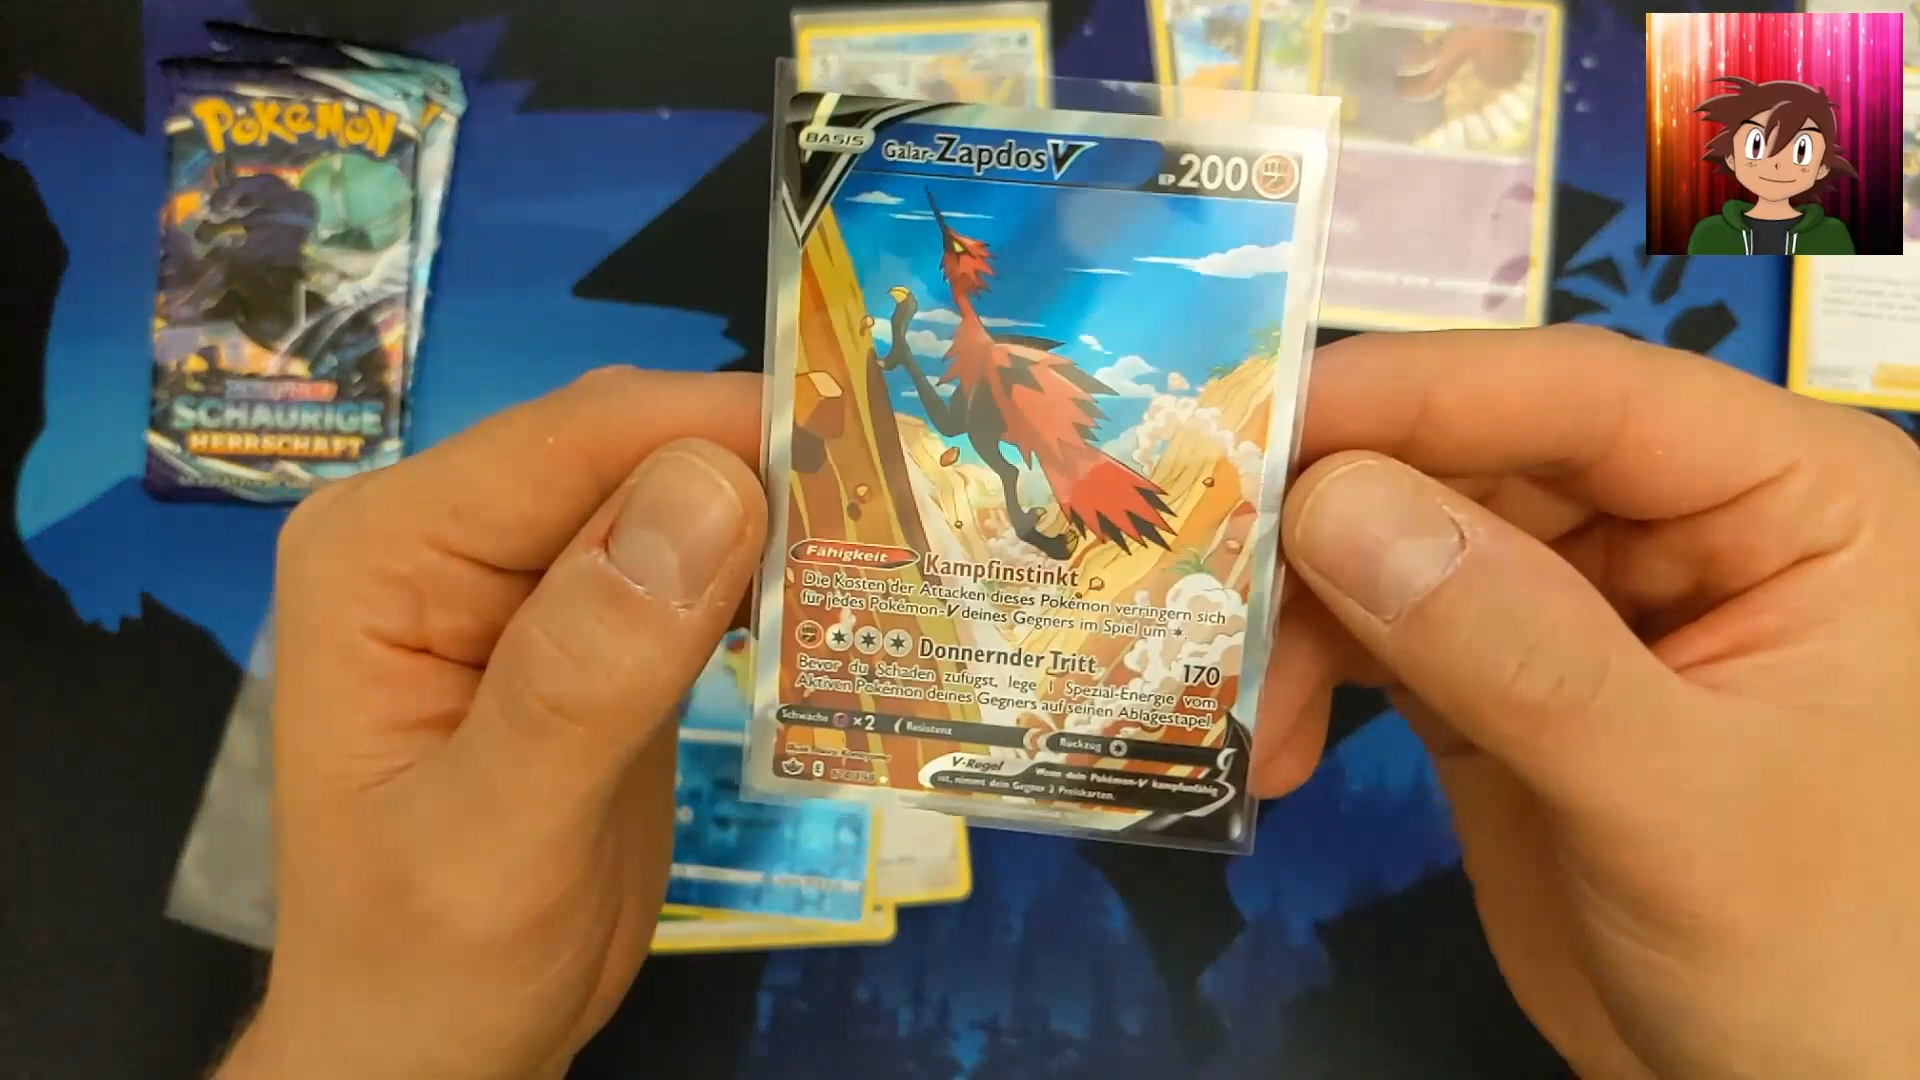 POKéMON
SCHAURIGE
HERRSCHAFT
BASIS
Galar-ZapdosV
KP 200
Fähigkeit Kampfinstinkt
Die Kosten der Attacken dieses Pokémon verringern sich
für jedes Pokémon-V deines Gegners im Spiel um ✶.
Donnernder Tritt 170
Bevor du Schaden zufügst, lege 1 Spezial-Energie vom
Aktiven Pokémon deines Gegners auf seinen Ablagestapel.
Schwäche ×2 Resistenz Rückzug
V-Regel Wenn dein Pokémon-V kampfunfähig
ist, nimmt dein Gegner 2 Preiskarten.
E